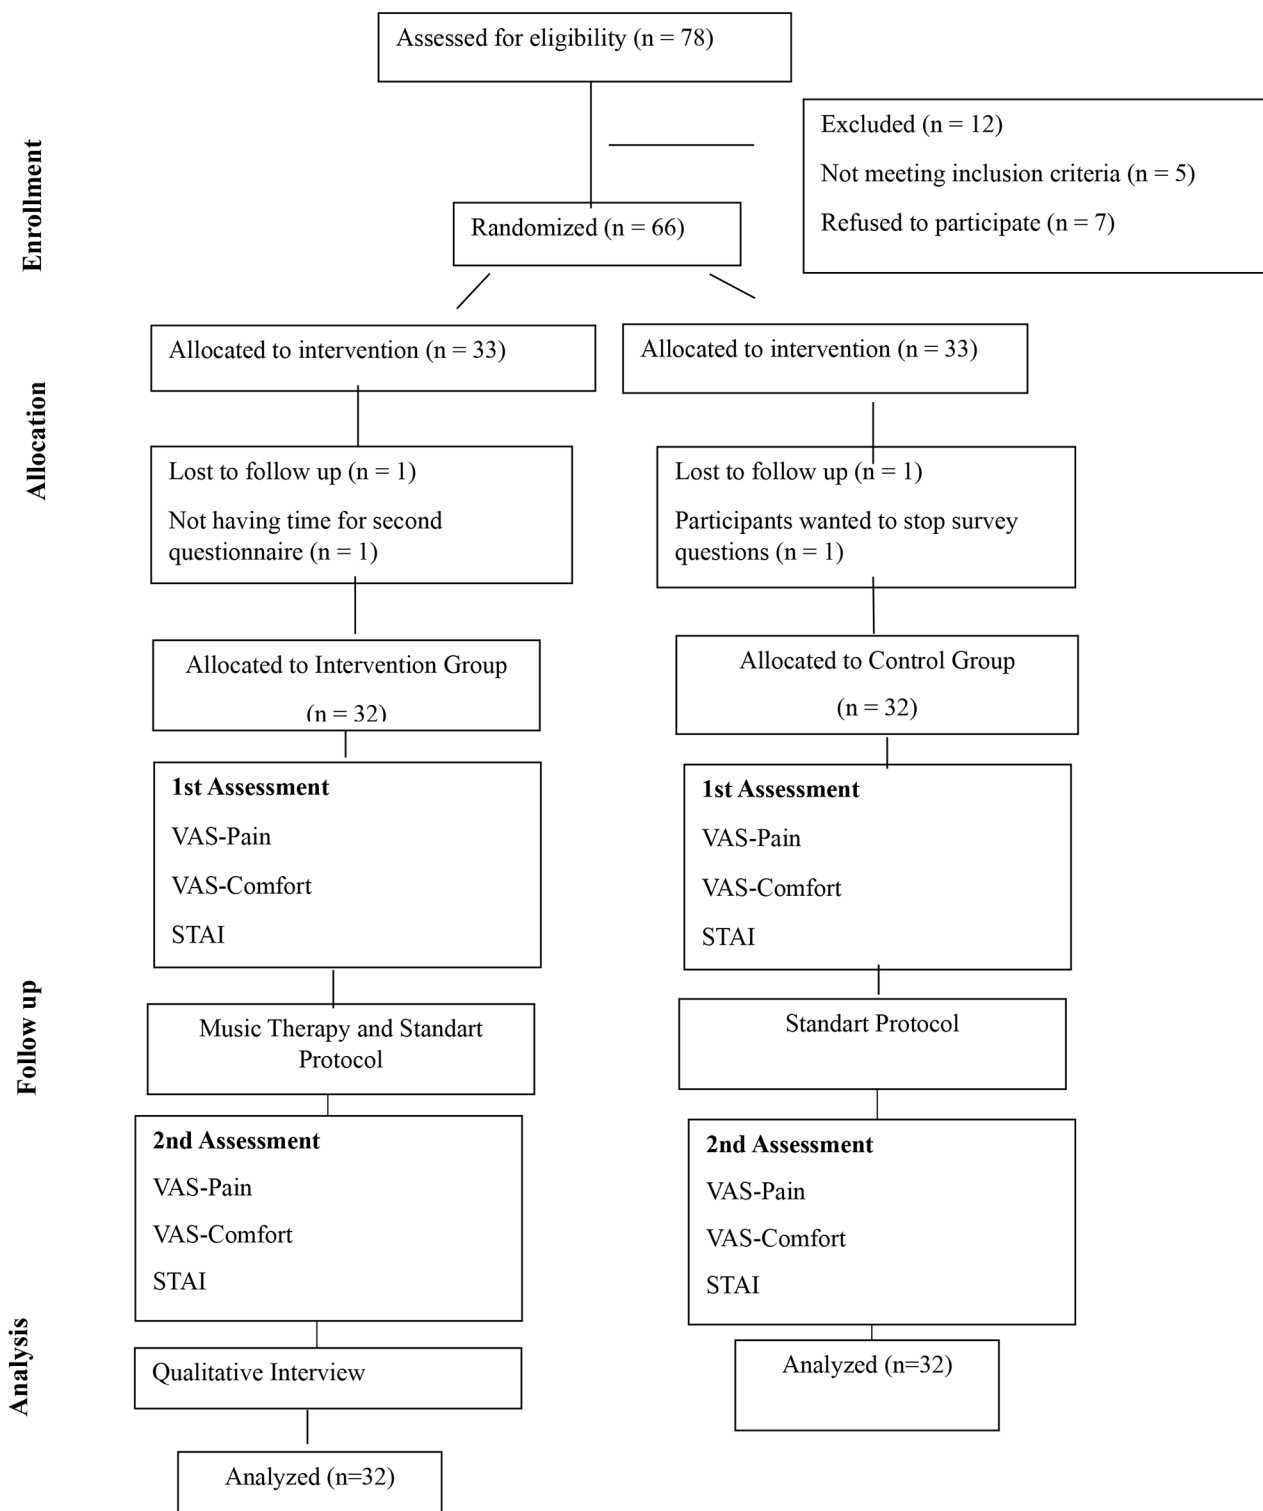 Assessed for eligibility (n = 78)
Enrollment
Excluded (n = 12)
Not meeting inclusion criteria (n = 5)
Refused to participate (n = 7)
Randomized (n = 66)
Allocation
Allocated to intervention (n = 33)
Allocated to intervention (n = 33)
Lost to follow up (n = 1)
Not having time for second
questionnaire (n = 1)
Lost to follow up (n = 1)
Participants wanted to stop survey
questions (n = 1)
Allocated to Intervention Group
(n = 32)
Allocated to Control Group
(n = 32)
1st Assessment
VAS-Pain
VAS-Comfort
STAI
1st Assessment
VAS-Pain
VAS-Comfort
STAI
Follow up
Music Therapy and Standart
Protocol
Standart Protocol
2nd Assessment
VAS-Pain
VAS-Comfort
STAI
2nd Assessment
VAS-Pain
VAS-Comfort
STAI
Analysis
Qualitative Interview
Analyzed (n=32)
Analyzed (n=32)